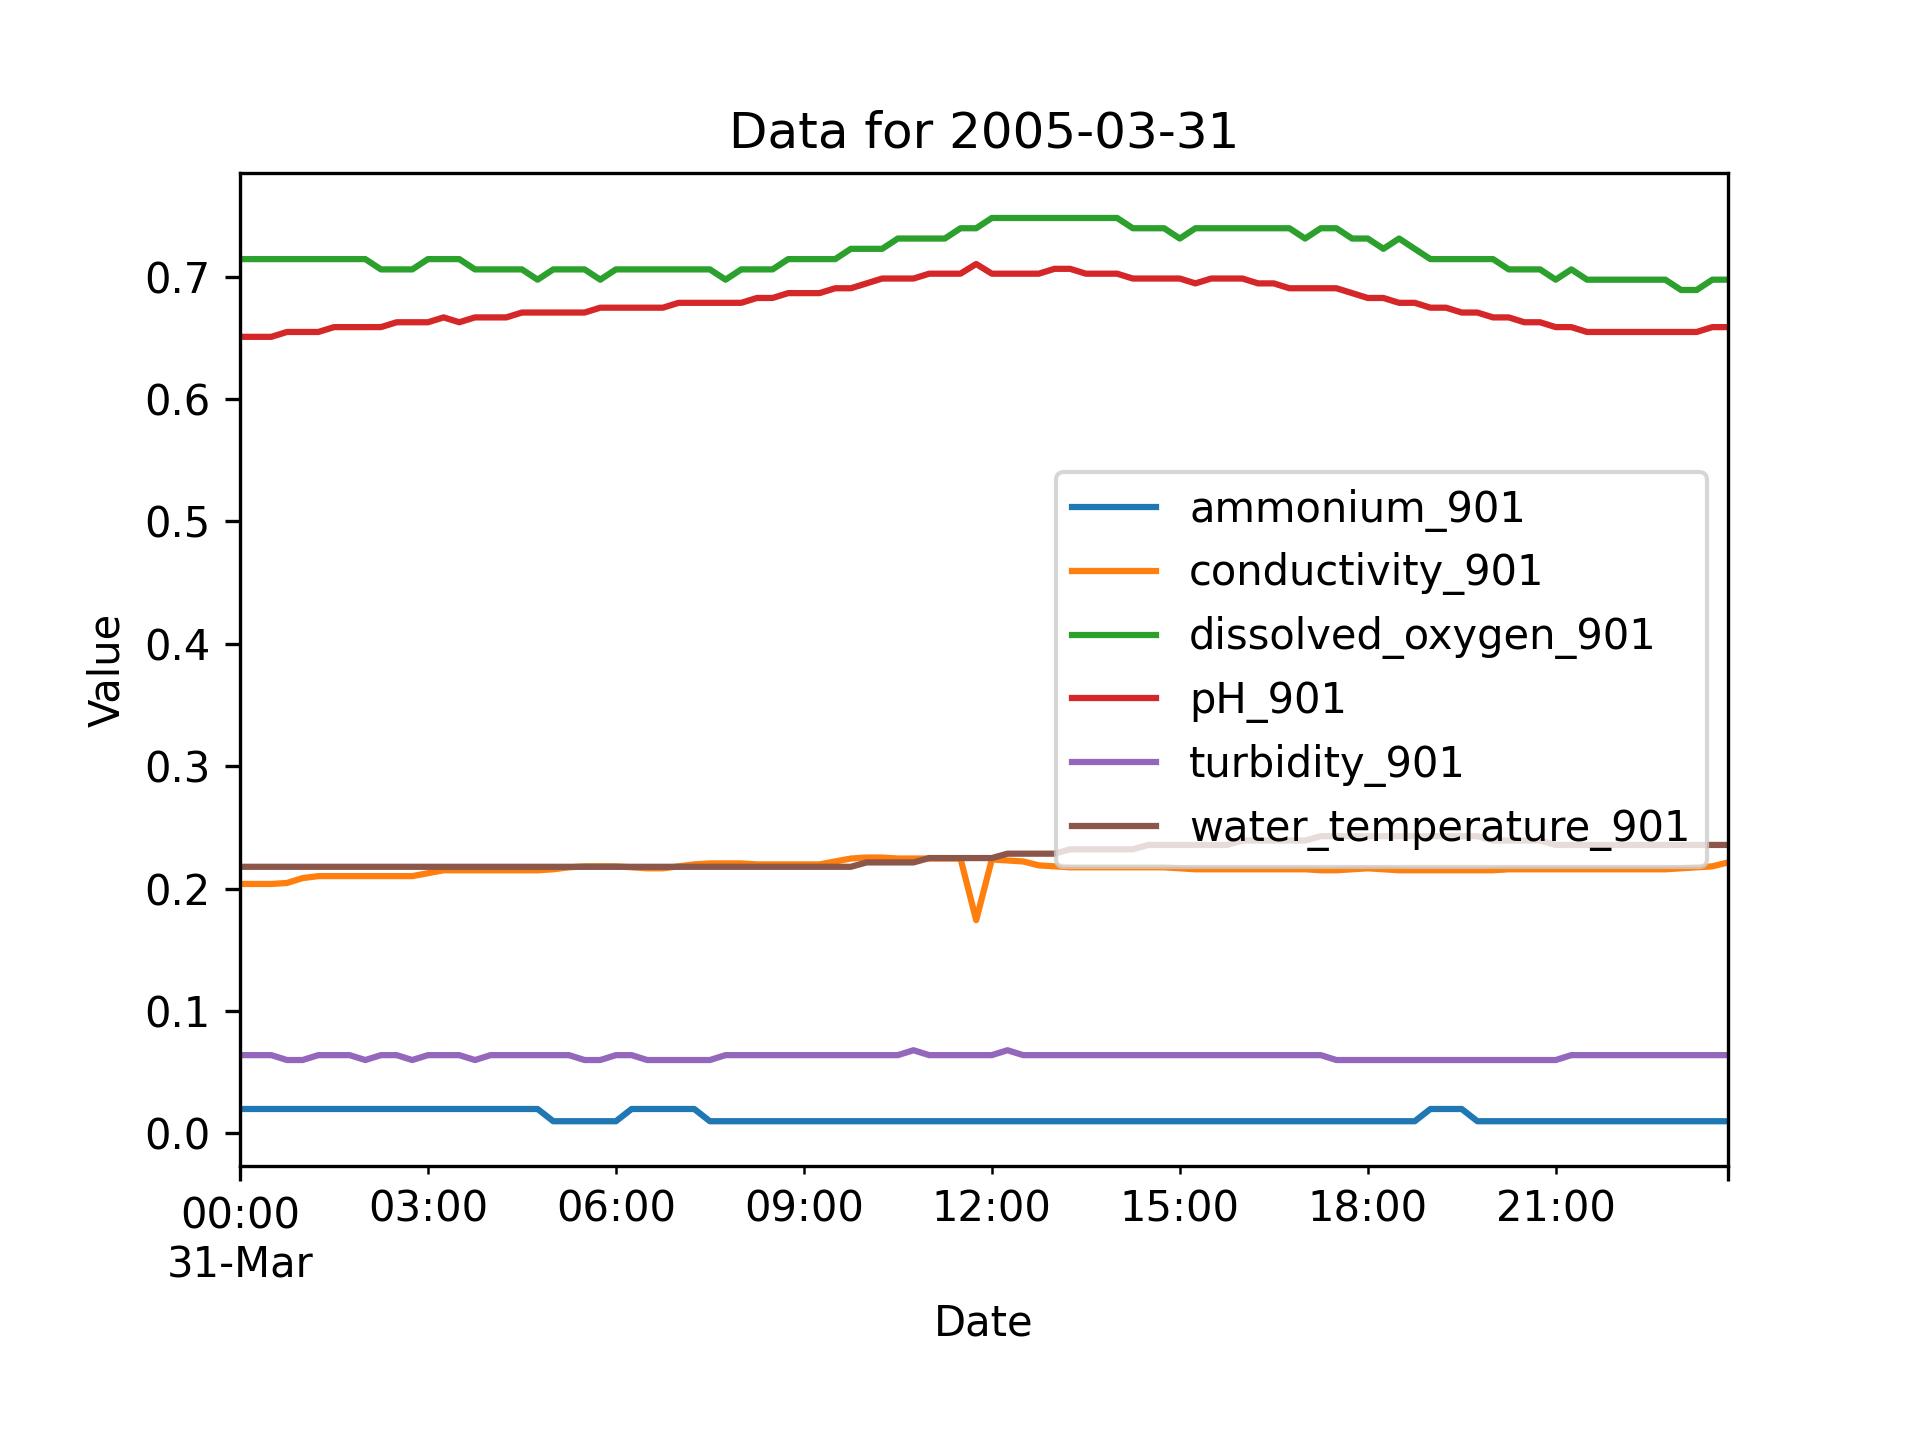 Data for 2005-03-31
0.7
0.6
0.5
0.4
0.3
0.2
0.1
0.0
Value
ammonium_901
conductivity_901
dissolved_oxygen_901
pH_901
turbidity_901
water_temperature_901
00:00 03:00 06:00 09:00 12:00 15:00 18:00 21:00
31-Mar
Date